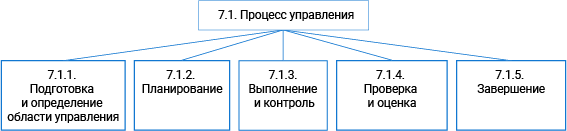 7.1. Процесс управления
7.1.1.
Подготовка
и определение
области управления
7.1.2.
Планирование
7.1.3.
Выполнение
и контроль
7.1.4.
Проверка
и оценка
7.1.5.
Завершение